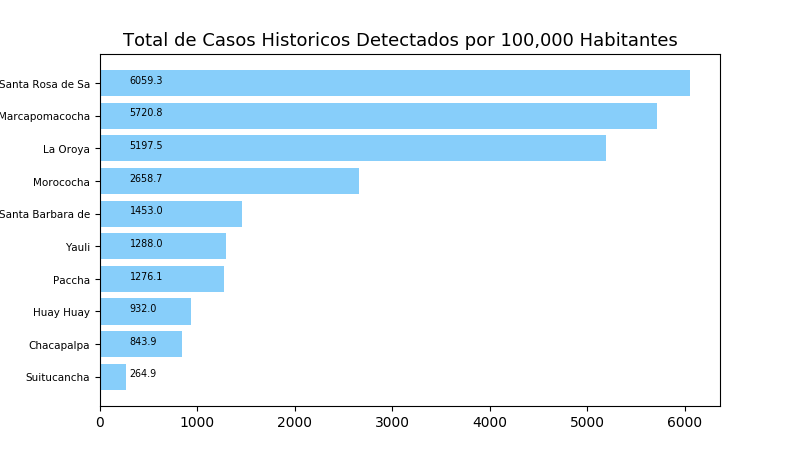 Total de Casos Historicos Detectados por 100,000 Habitantes
Santa Rosa de Sa 6059.3
Marcapomacocha 5720.8
La Oroya 5197.5
Morococha 2658.7
Santa Barbara de 1453.0
Yauli 1288.0
Paccha 1276.1
Huay Huay 932.0
Chacapalpa 843.9
Suitucancha 264.9
0 1000 2000 3000 4000 5000 6000